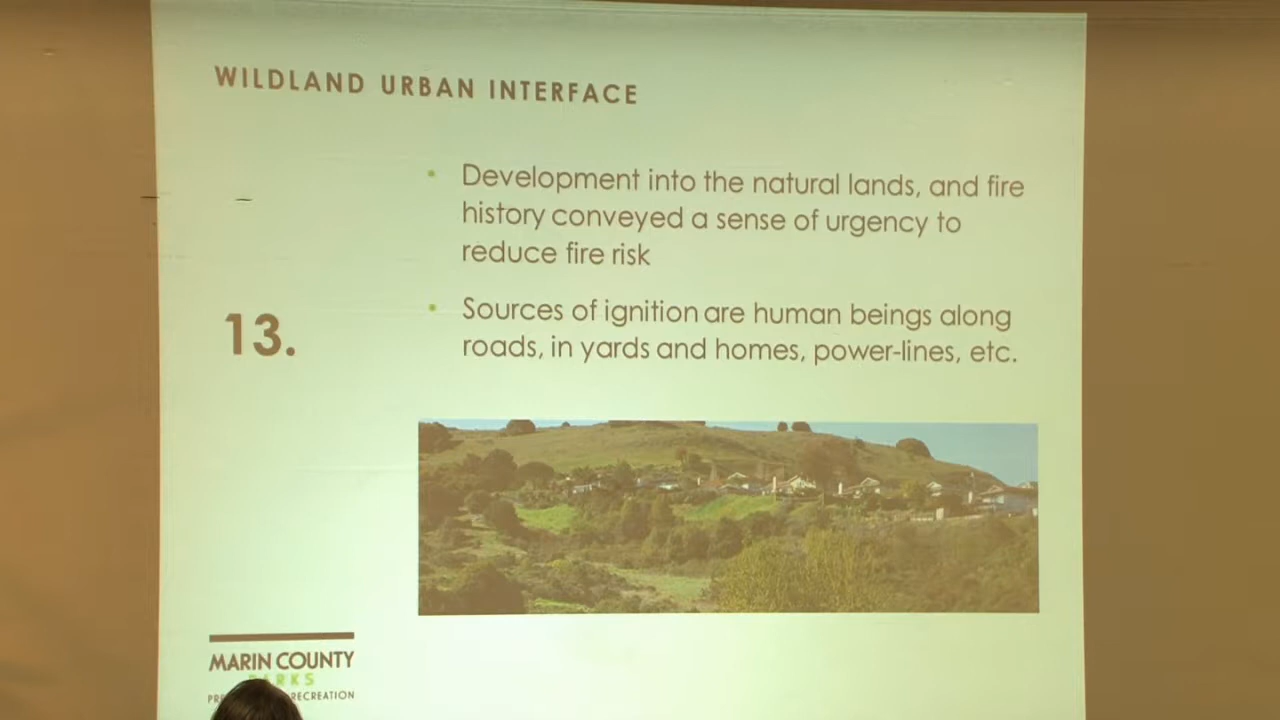 WILDLAND URBAN INTERFACE
• Development into the natural lands, and fire
history conveyed a sense of urgency to
reduce fire risk
13.
• Sources of ignition are human beings along
roads, in yards and homes, power-lines, etc.
MARIN COUNTY
PARKS
RECREATION